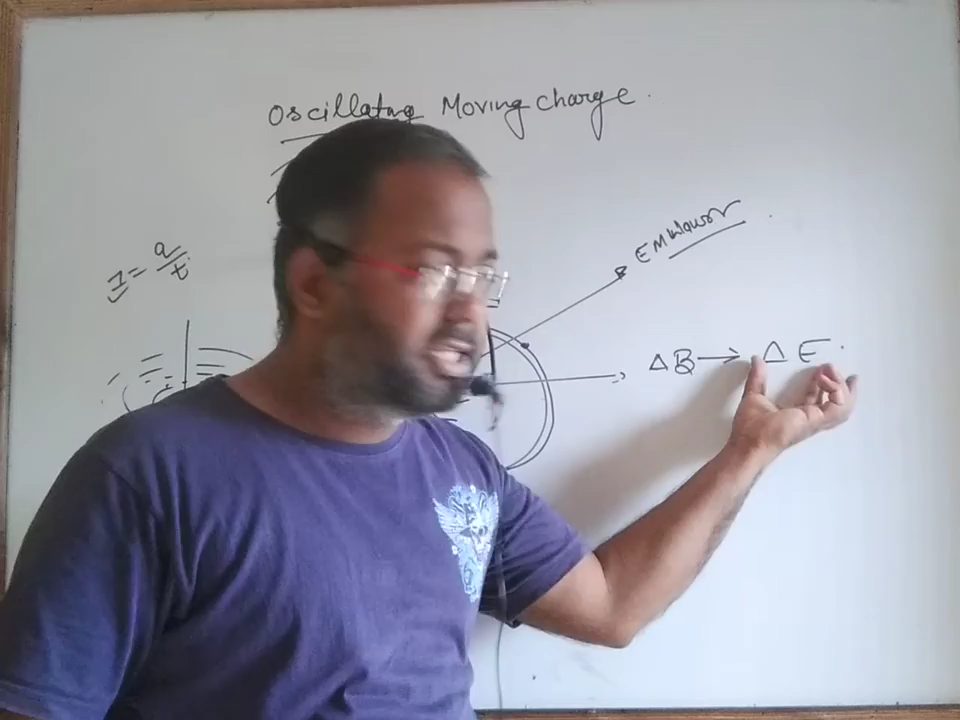 Oscillating Moving charge.
EM wave
I = q/t
ΔB → ΔE.